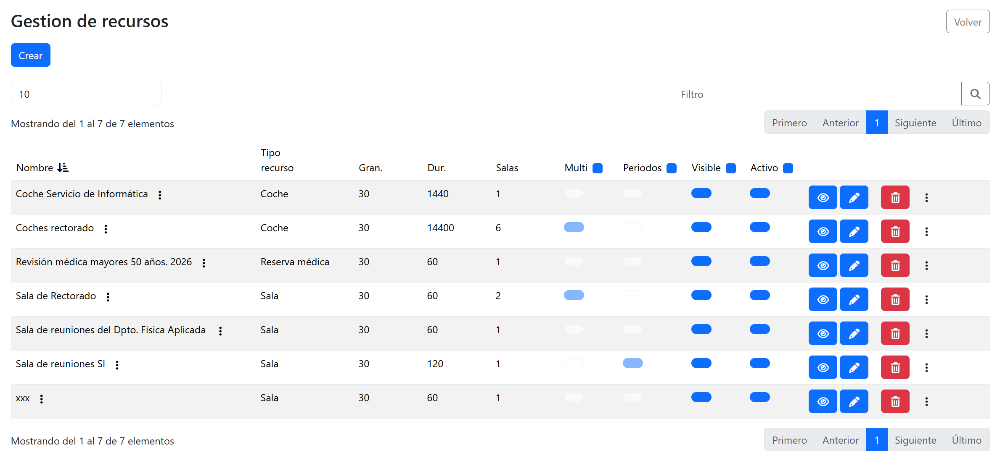 Gestion de recursos
Volver
Crear
10
Filtro
Mostrando del 1 al 7 de 7 elementos
Primero Anterior 1 Siguiente Último
Nombre Tipo recurso Gran. Dur. Salas Multi Periodos Visible Activo
Coche Servicio de Informática Coche 30 1440 1
Coches rectorado Coche 30 14400 6
Revisión médica mayores 50 años. 2026 Reserva médica 30 60 1
Sala de Rectorado Sala 30 60 2
Sala de reuniones del Dpto. Física Aplicada Sala 30 60 1
Sala de reuniones SI Sala 30 120 1
xxx Sala 30 60 1
Mostrando del 1 al 7 de 7 elementos
Primero Anterior 1 Siguiente Último